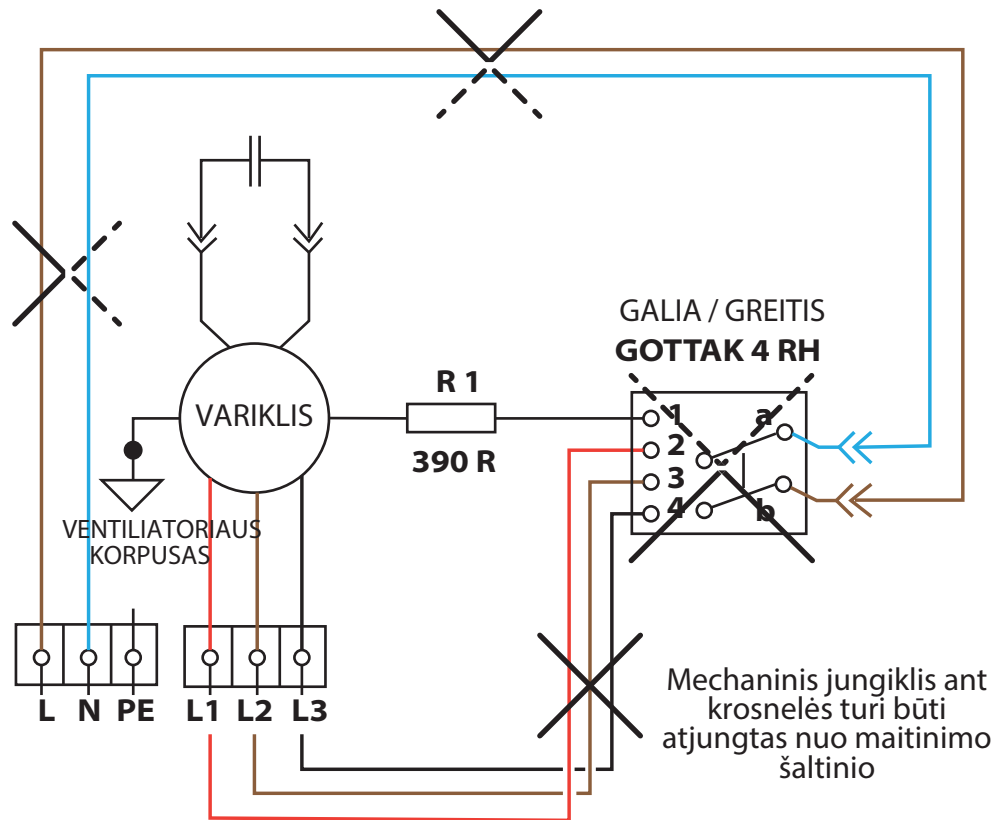 GALIA / GREITIS
GOTTAK 4 RH
R 1
390 R
VARIKLIS
1
2
3
4
a
b
VENTILIATORIAUS
KORPUSAS
L N PE L1 L2 L3
Mechaninis jungiklis ant
krosnelės turi būti
atjungtas nuo maitinimo
šaltinio